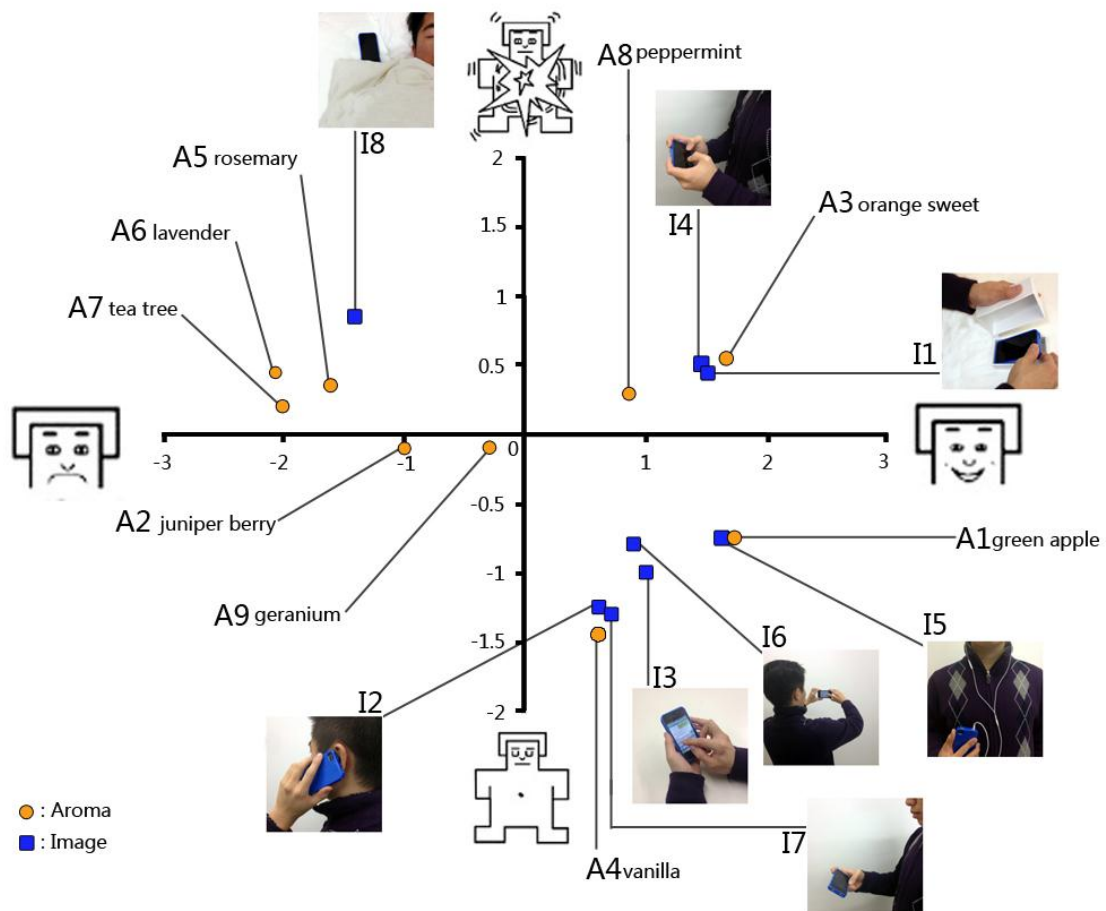 A8 peppermint
I8
A5 rosemary
2
A3 orange sweet
I4
A6 lavender
1.5
A7 tea tree
1
I1
0.5
-3
-2
-1
0
1
2
3
A2 juniper berry
-0.5
A1 green apple
-1
A9 geranium
I5
I6
-1.5
I3
I2
-2
: Aroma
: Image
I7
A4 vanilla